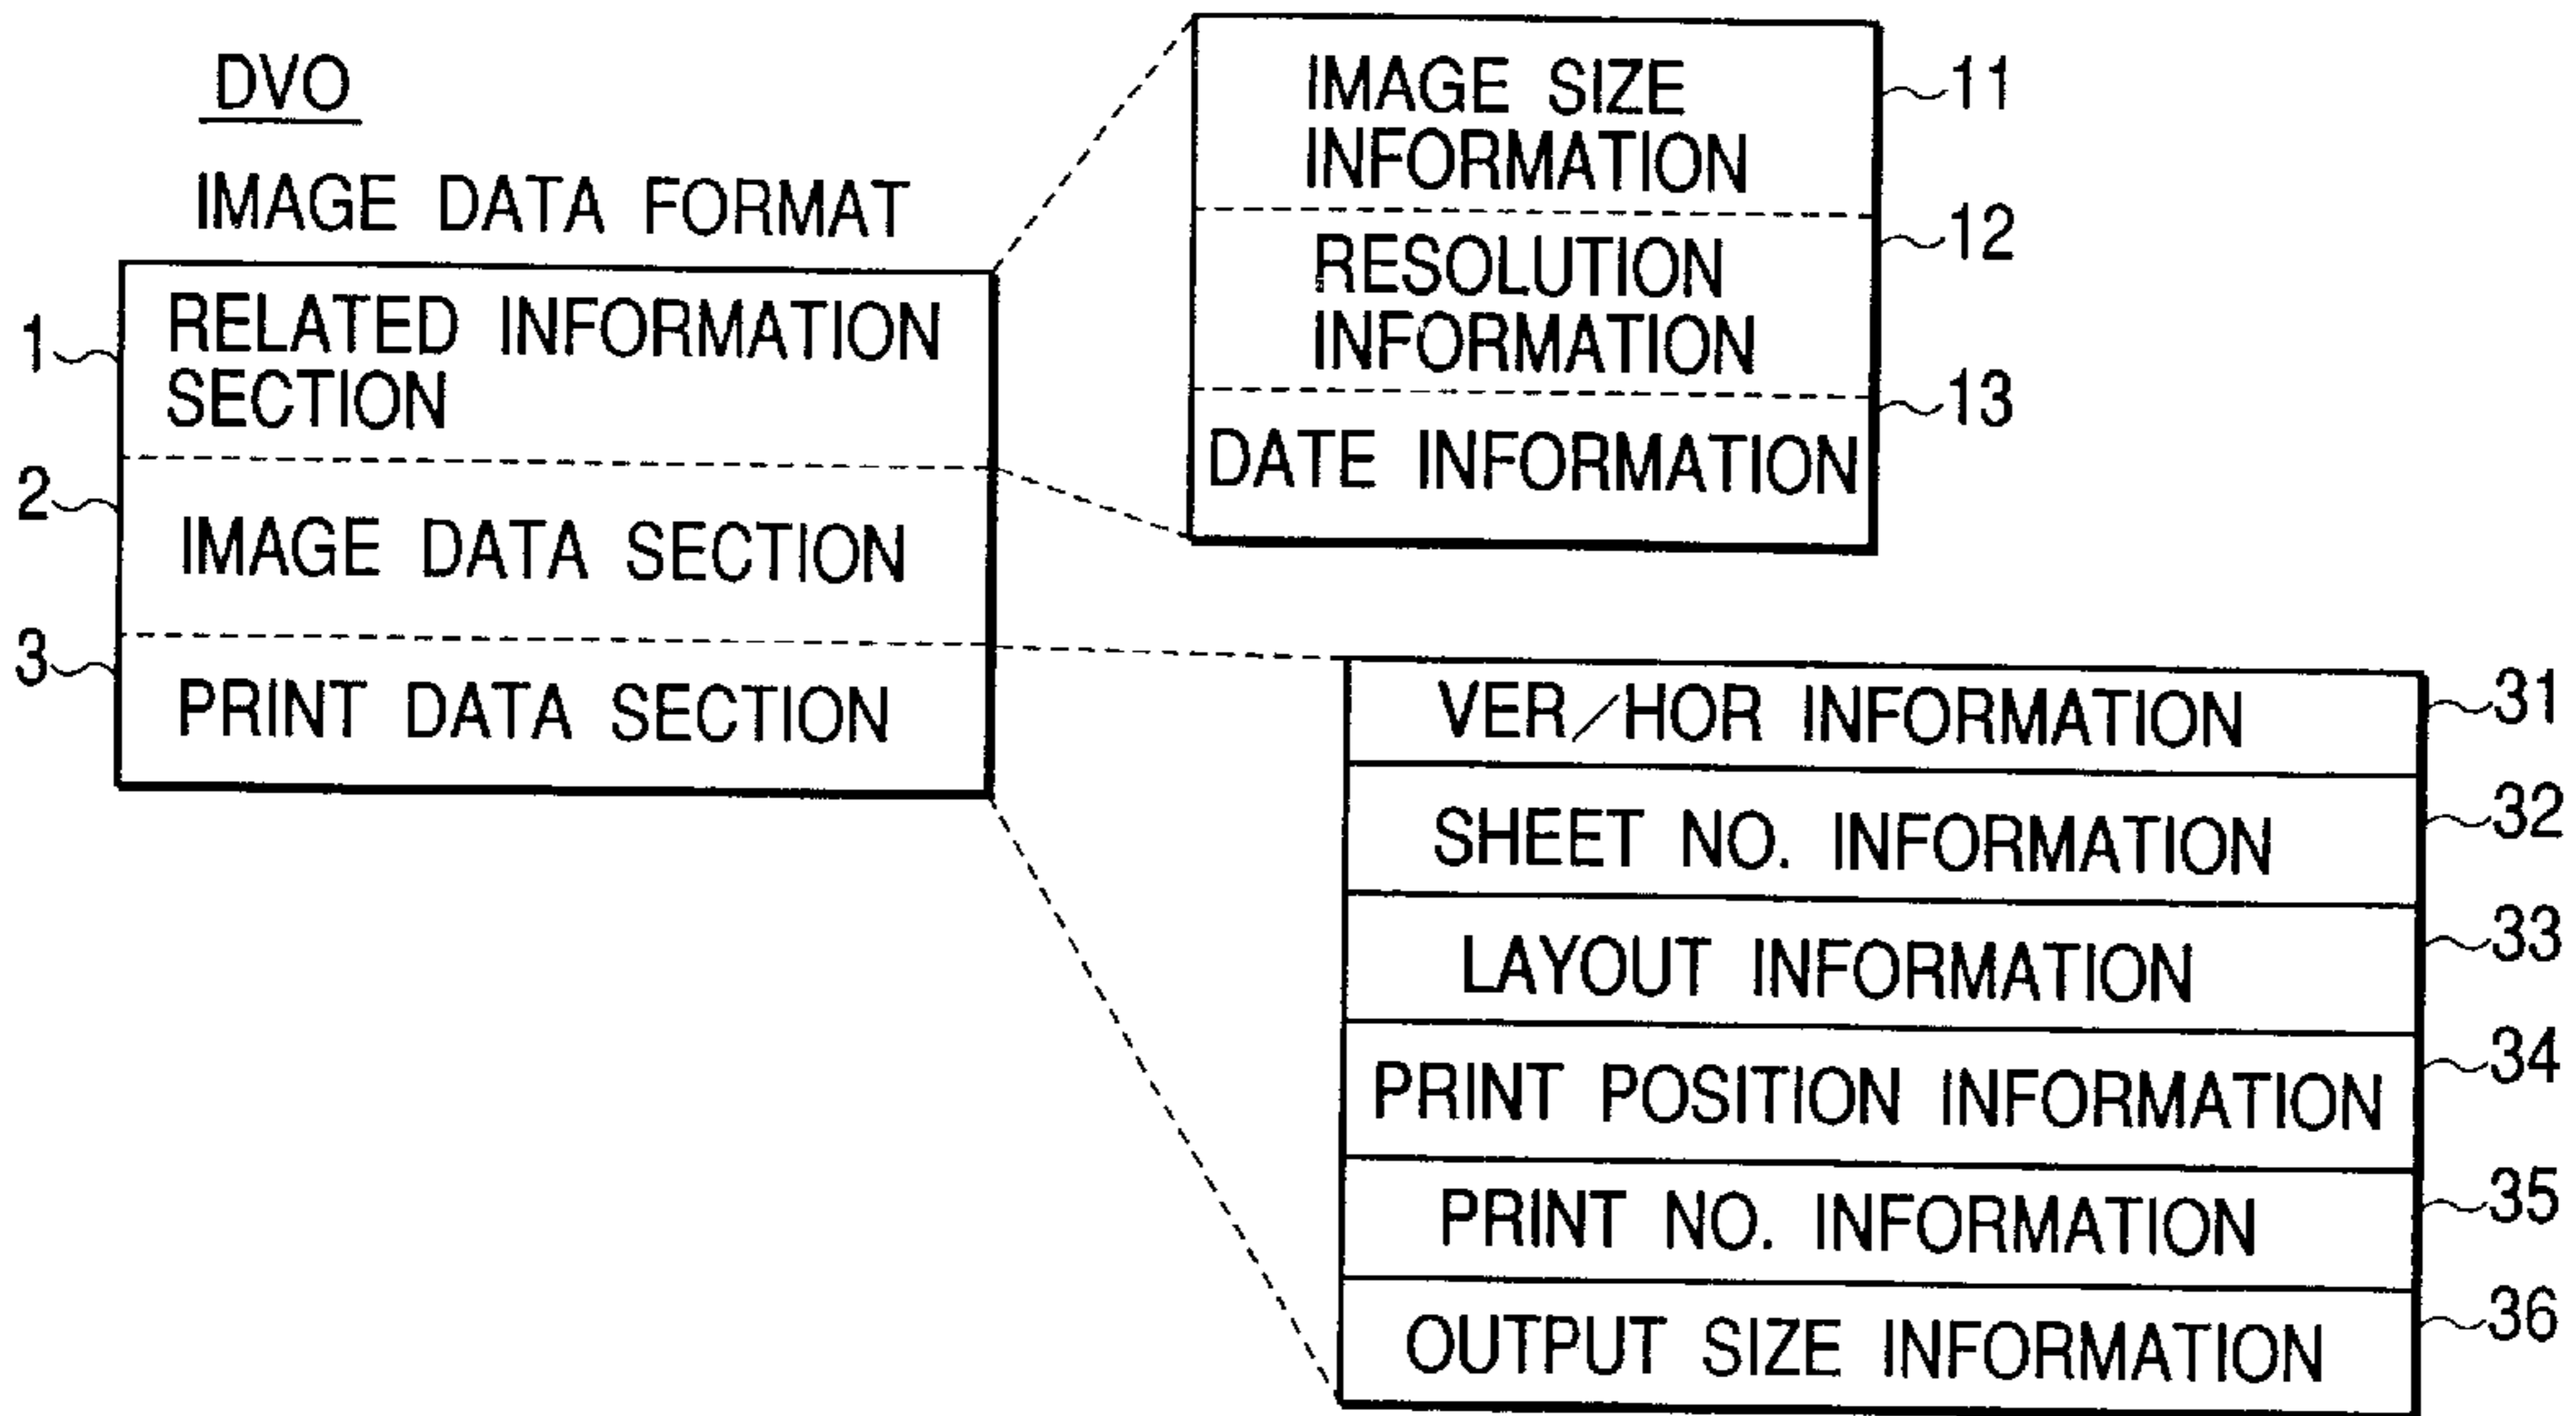 DVO
IMAGE DATA FORMAT
1
RELATED INFORMATION
SECTION
2
IMAGE DATA SECTION
3
PRINT DATA SECTION
IMAGE SIZE
INFORMATION
11
RESOLUTION
INFORMATION
12
DATE INFORMATION
13
VER/HOR INFORMATION
31
SHEET NO. INFORMATION
32
LAYOUT INFORMATION
33
PRINT POSITION INFORMATION
34
PRINT NO. INFORMATION
35
OUTPUT SIZE INFORMATION
36